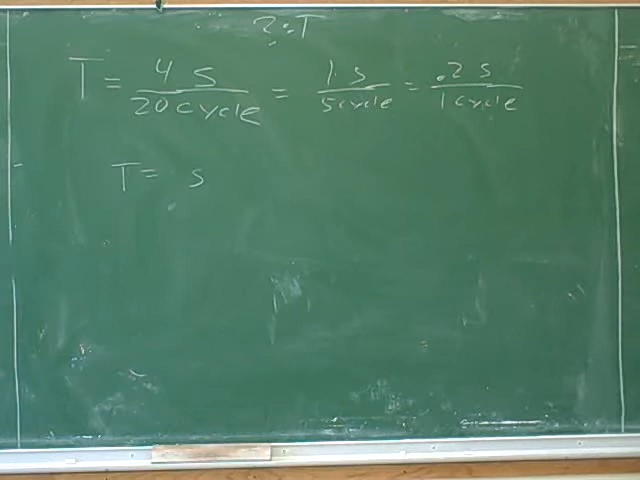 ?:T
T = 4 s / 20 cycle = 1 s / 5 cycle = .2 s / 1 cycle
T = s